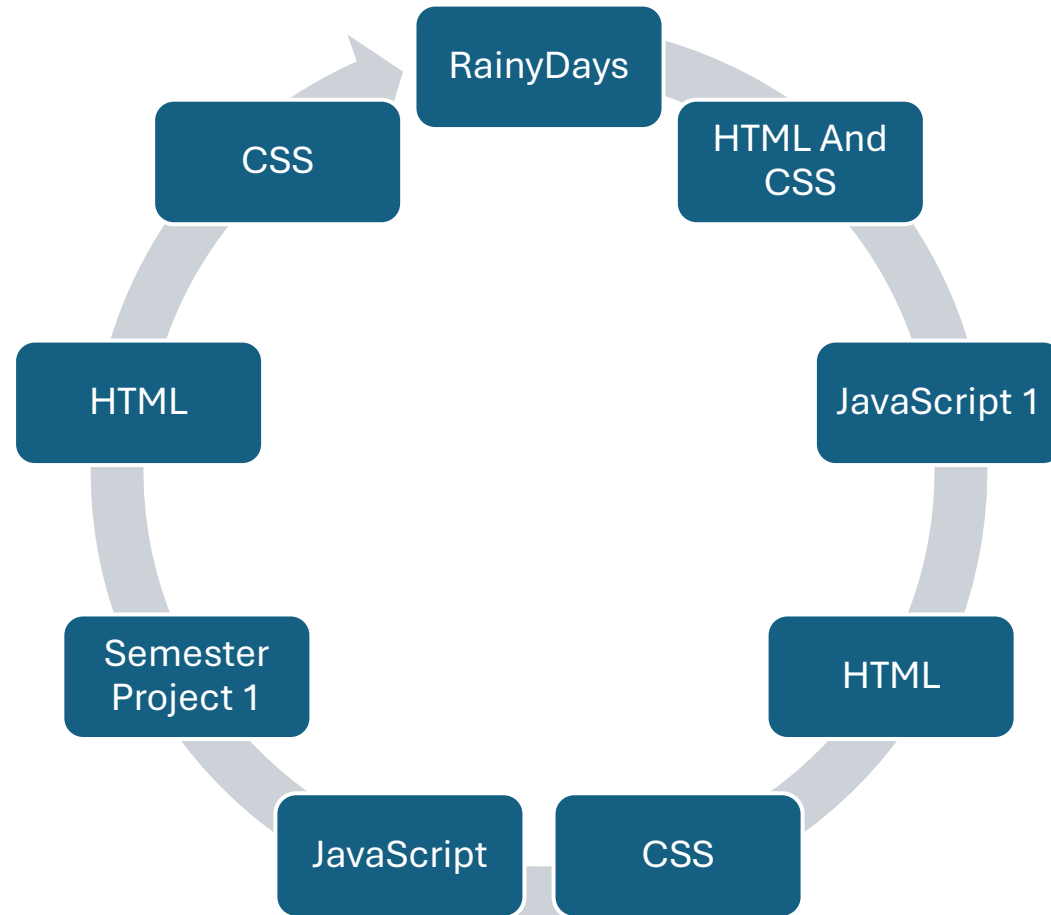 RainyDays
HTML And
CSS
JavaScript 1
HTML
CSS
JavaScript
Semester
Project 1
HTML
CSS